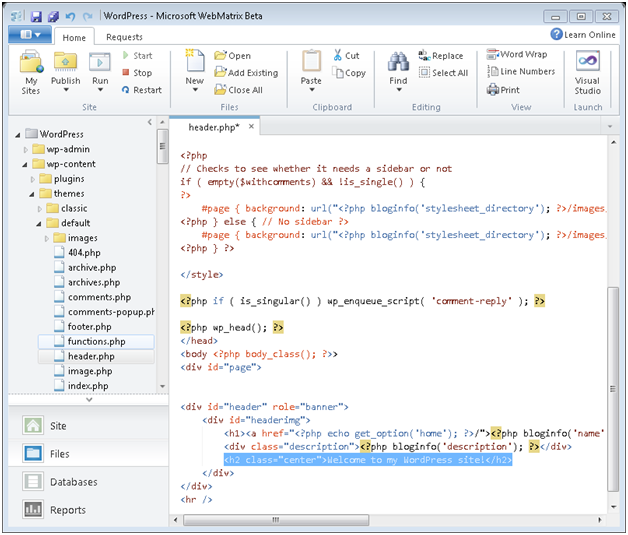 WordPress - Microsoft WebMatrix Beta
Home Requests Learn Online
My Sites Publish Run Start Stop Restart
Site
New Open Add Existing Close All
Files
Paste Cut Copy
Clipboard
Find Replace Select All
Editing
Word Wrap Line Numbers Print
View
Visual Studio
Launch
WordPress
wp-admin
wp-content
plugins
themes
classic
default
images
404.php
archive.php
archives.php
comments.php
comments-popup.ph
footer.php
functions.php
header.php
image.php
index.php
Site
Files
Databases
Reports
header.php*
<?php
// Checks to see whether it needs a sidebar or not
if ( empty($withcomments) && !is_single() ) {
?>
#page { background: url("<?php bloginfo('stylesheet_directory'); ?>/images,
<?php } else { // No sidebar ?>
#page { background: url("<?php bloginfo('stylesheet_directory'); ?>/images,
<?php } ?>
</style>
<?php if ( is_singular() ) wp_enqueue_script( 'comment-reply' ); ?>
<?php wp_head(); ?>
</head>
<body <?php body_class(); ?>>
<div id="page">
<div id="header" role="banner">
<div id="headerimg">
<h1><a href="<?php echo get_option('home'); ?>/"><?php bloginfo('name'
<div class="description"><?php bloginfo('description'); ?></div>
<h2 class="center">Welcome to my WordPress site!</h2>
</div>
</div>
<hr />